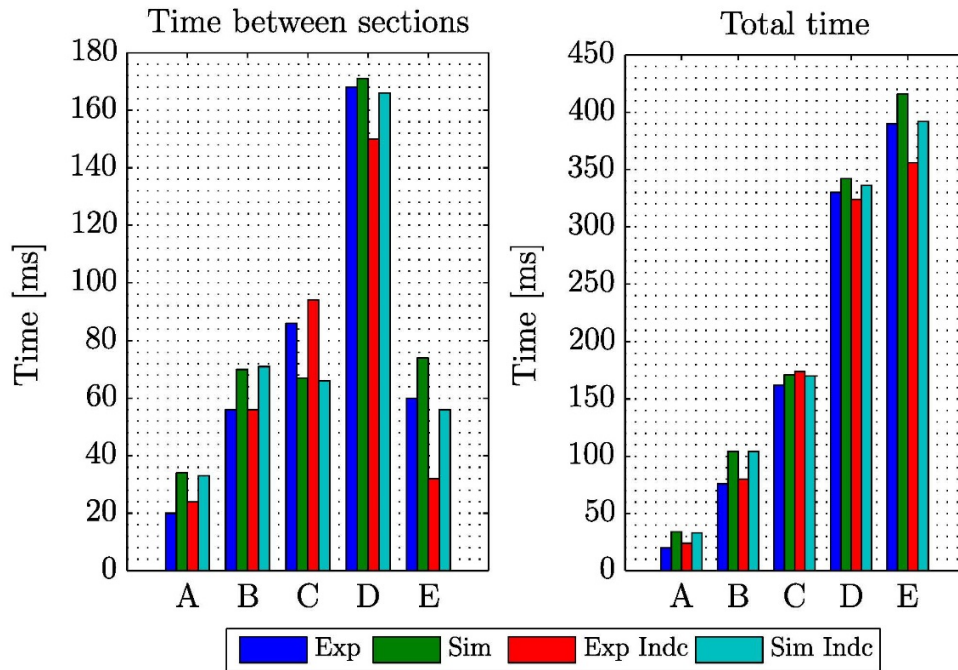 Time between sections
Total time
180
160
140
120
100
80
60
40
20
0
Time [ms]
A B C D E
450
400
350
300
250
200
150
100
50
0
Time [ms]
A B C D E
Exp Sim Exp Indc Sim Indc